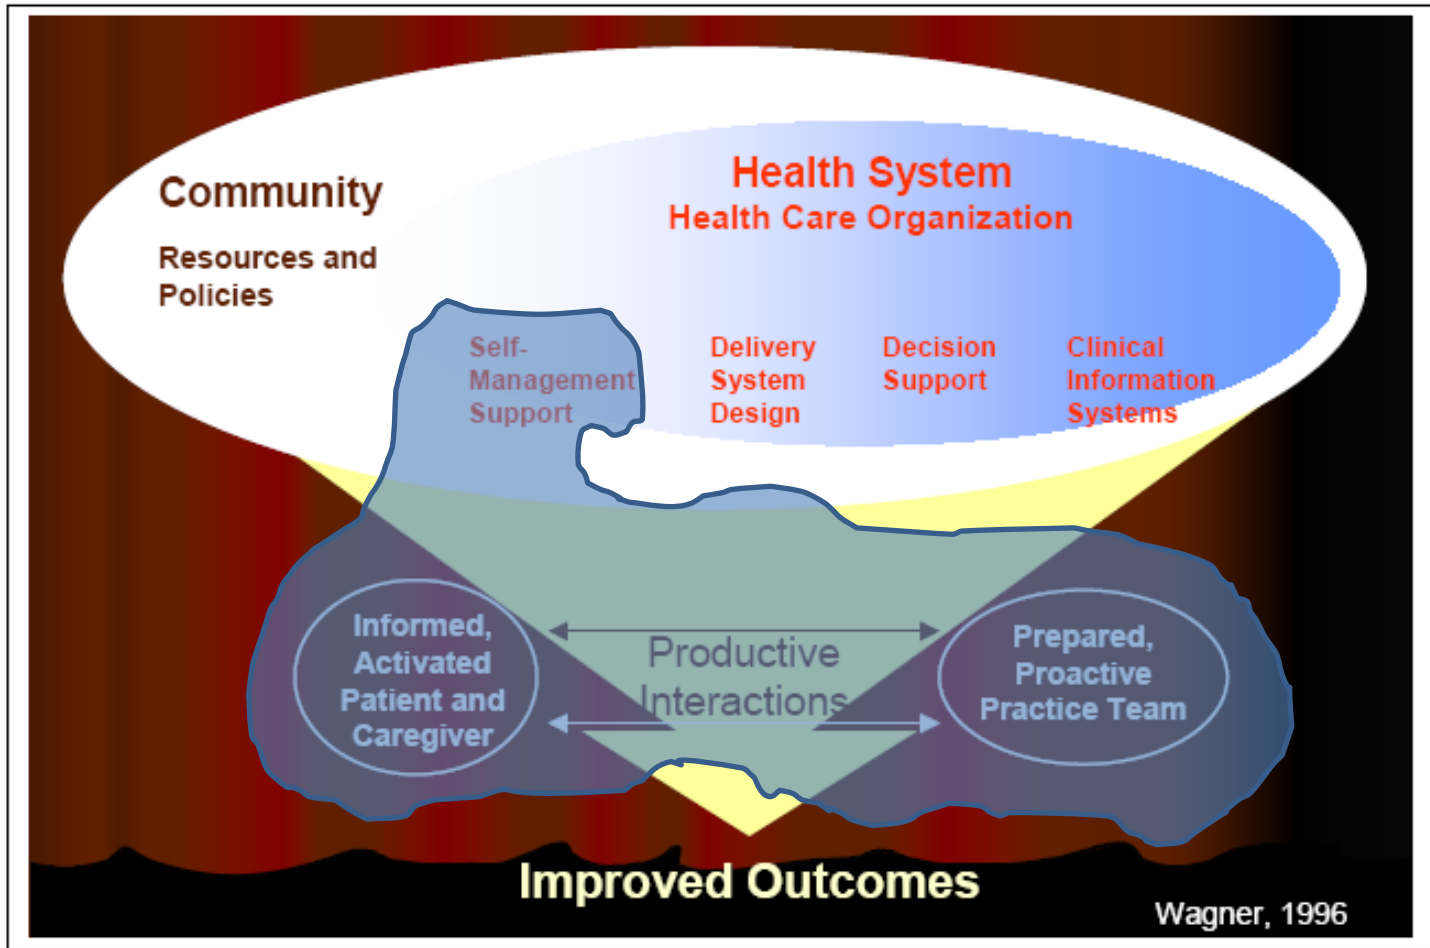 Community
Resources and
Policies
Health System
Health Care Organization
Self-
Management
Support
Delivery
System
Design
Decision
Support
Clinical
Information
Systems
Informed,
Activated
Patient and
Caregiver
Productive
Interactions
Prepared,
Proactive
Practice Team
Improved Outcomes
Wagner, 1996